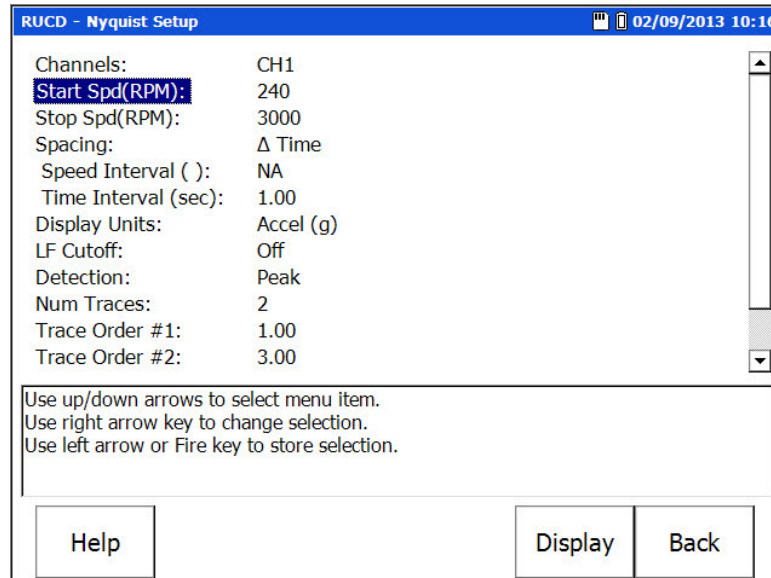 RUCD - Nyquist Setup 02/09/2013 10:16
Channels: CH1
Start Spd(RPM): 240
Stop Spd(RPM): 3000
Spacing: Δ Time
Speed Interval ( ): NA
Time Interval (sec): 1.00
Display Units: Accel (g)
LF Cutoff: Off
Detection: Peak
Num Traces: 2
Trace Order #1: 1.00
Trace Order #2: 3.00
Use up/down arrows to select menu item.
Use right arrow key to change selection.
Use left arrow or Fire key to store selection.
Help Display Back